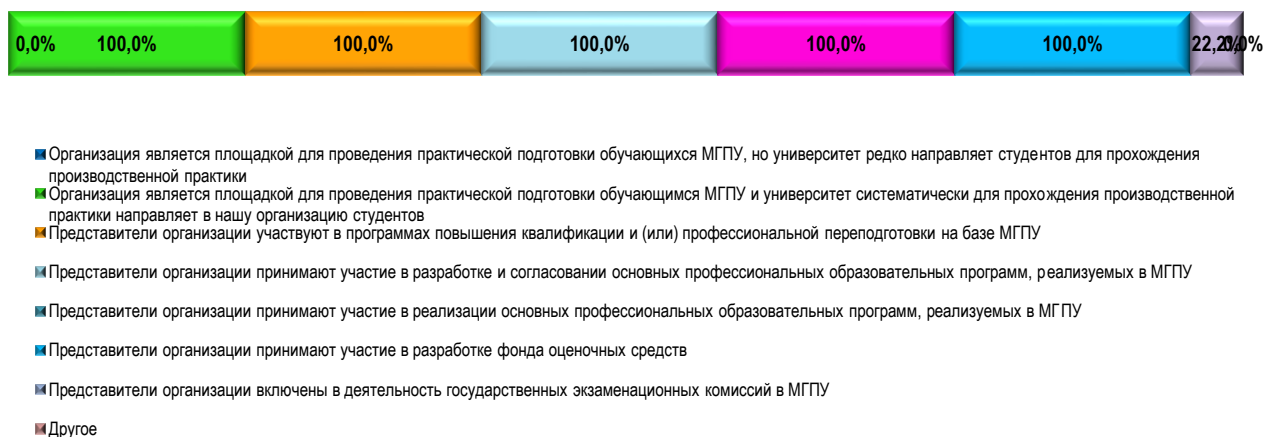 0,0% 100,0% 100,0% 100,0% 100,0% 100,0% 22,2% 0,0%
Организация является площадкой для проведения практической подготовки обучающихся МГПУ, но университет редко направляет студентов для прохождения
производственной практики
Организация является площадкой для проведения практической подготовки обучающимся МГПУ и университет систематически для прохождения производственной
практики направляет в нашу организацию студентов
Представители организации участвуют в программах повышения квалификации и (или) профессиональной переподготовки на базе МГПУ
Представители организации принимают участие в разработке и согласовании основных профессиональных образовательных программ, реализуемых в МГПУ
Представители организации принимают участие в реализации основных профессиональных образовательных программ, реализуемых в МГПУ
Представители организации принимают участие в разработке фонда оценочных средств
Представители организации включены в деятельность государственных экзаменационных комиссий в МГПУ
Другое